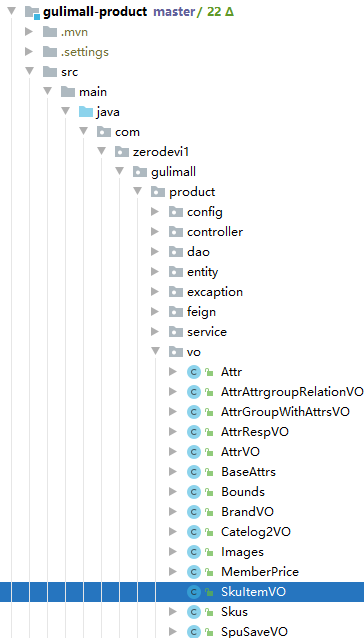 gulimall-product master/ 22 Δ
.mvn
.settings
src
main
java
com
zerodevi1
gulimall
product
config
controller
dao
entity
excaption
feign
service
vo
Attr
AttrAttrgroupRelationVO
AttrGroupWithAttrsVO
AttrRespVO
AttrVO
BaseAttrs
Bounds
BrandVO
Catelog2VO
Images
MemberPrice
SkuItemVO
Skus
SpuSaveVO